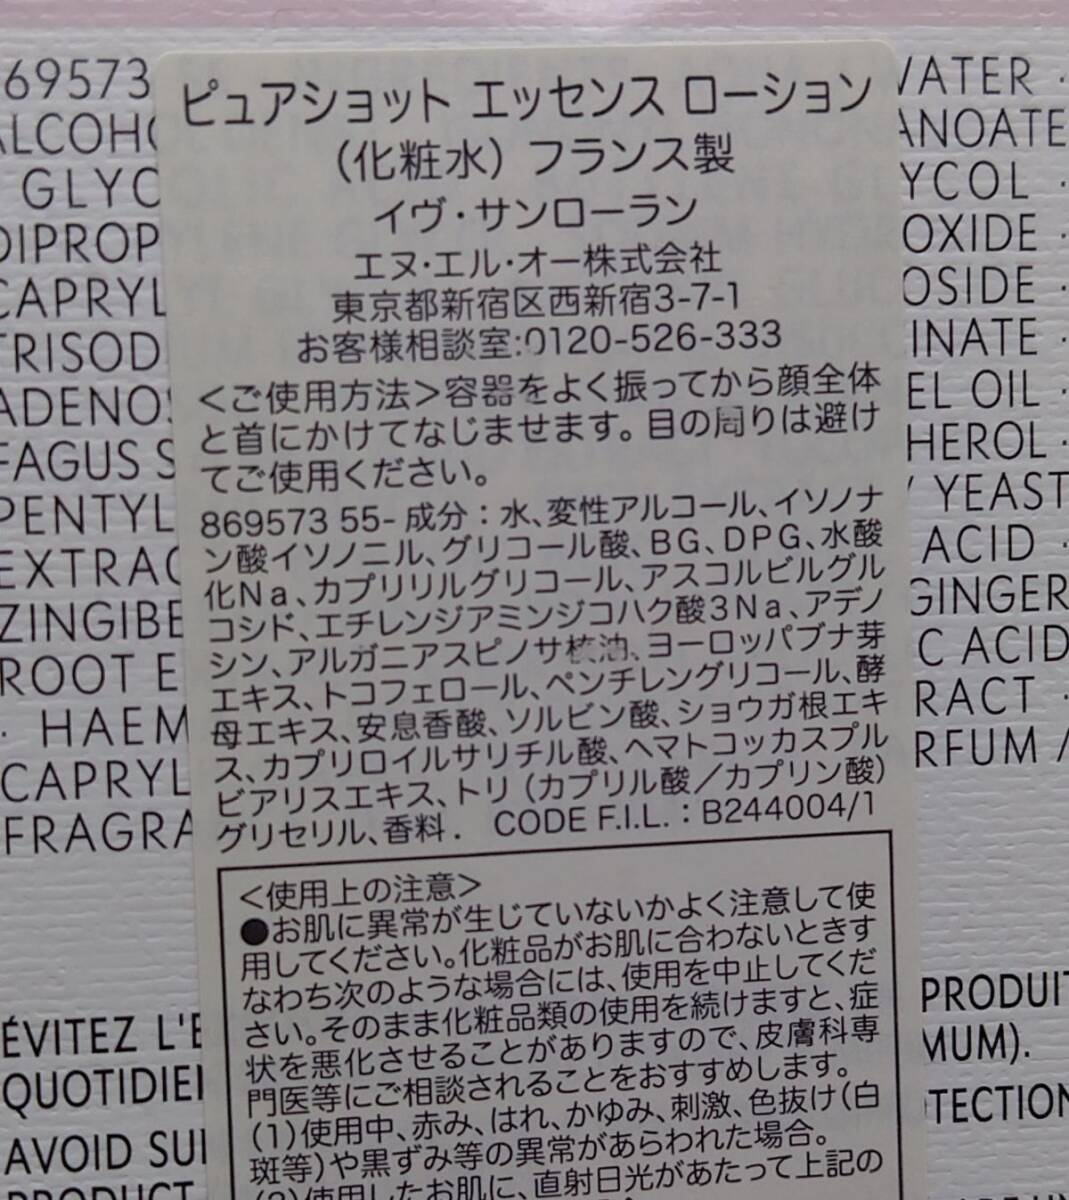 ピュアショット エッセンス ローション
(化粧水) フランス製
イヴ・サンローラン
エヌ・エル・オー株式会社
東京都新宿区西新宿3-7-1
お客様相談室:0120-526-333
<ご使用方法>容器をよく振ってから顔全体
と首にかけてなじませます。目の周りは避け
てご使用ください。
869573 55- 成分 : 水、変性アルコール、イソノナ
ン酸イソノニル、グリコール酸、BG、DPG、水酸
化Na、カプリリルグリコール、アスコルビルグル
コシド、エチレンジアミンジコハク酸3Na、アデノ
シン、アルガニアスピノサ核油、ヨーロッパブナ芽
エキス、トコフェロール、ペンチレングリコール、酵
母エキス、安息香酸、ソルビン酸、ショウガ根エキ
ス、カプリロイルサリチル酸、ヘマトコッカスプル
ビアリスエキス、トリ(カプリル酸/カプリン酸)
グリセリル、香料. CODE F.I.L. : B244004/1
<使用上の注意>
●お肌に異常が生じていないかよく注意して使
用してください。化粧品がお肌に合わないときす
なわち次のような場合には、使用を中止してくだ
さい。そのまま化粧品類の使用を続けますと、症
状を悪化させることがありますので、皮膚科専
門医等にご相談されることをおすすめします。
(1)使用中、赤み、はれ、かゆみ、刺激、色抜け(白
斑等)や黒ずみ等の異常があらわれた場合。
(2)使用したお肌に、直射日光があたって上記の
869573
ALCOHO
GLYC
DIPROP
CAPRYL
TRISOD
ADENOS
FAGUS S
PENTYL
EXTRAC
ZINGIBE
ROOT E
· HAEM
CAPRYL
FRAGRA
ÉVITEZ L'E
QUOTIDIEN
AVOID SU
PRODUCT
WATER ·
ANOATE
YCOL ·
OXIDE ·
OSIDE ·
INATE ·
EL OIL ·
HEROL ·
/ YEAST
ACID ·
GINGER
C ACID
RACT ·
RFUM /
PRODUIT
MUM).
TECTION